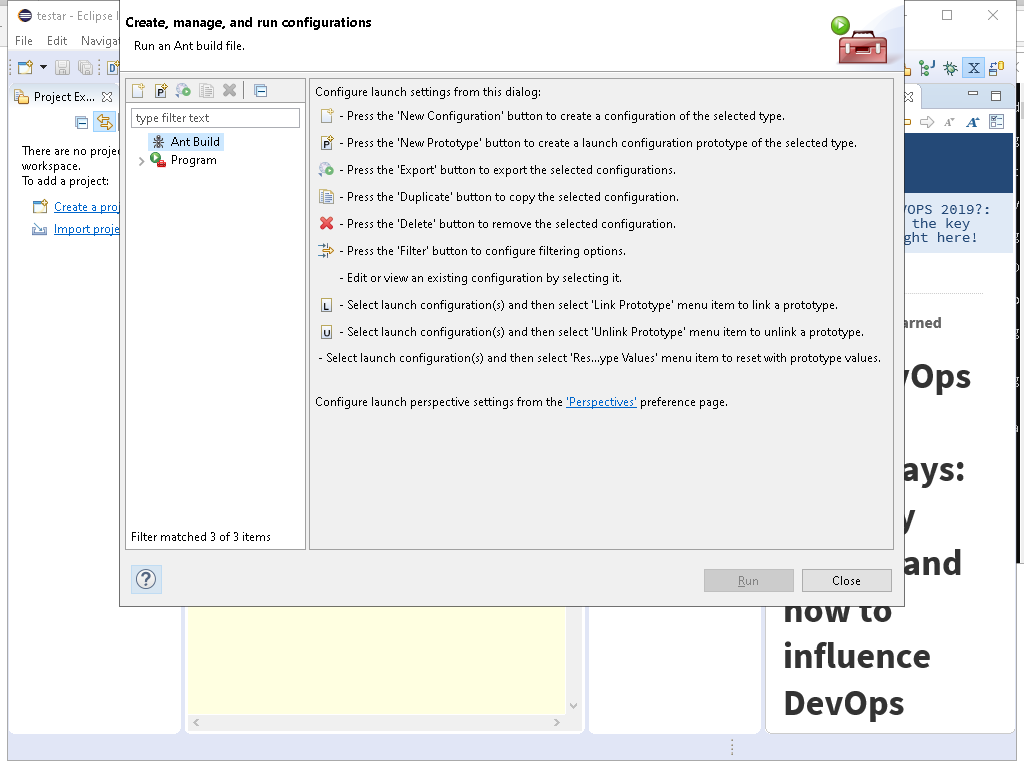 testar - Eclipse I
File Edit Navigat
Create, manage, and run configurations
Run an Ant build file.
Project Ex...
There are no proje
workspace.
To add a project:
Create a proj
Import proje
type filter text
Ant Build
Program
Filter matched 3 of 3 items
Configure launch settings from this dialog:
- Press the 'New Configuration' button to create a configuration of the selected type.
- Press the 'New Prototype' button to create a launch configuration prototype of the selected type.
- Press the 'Export' button to export the selected configurations.
- Press the 'Duplicate' button to copy the selected configuration.
- Press the 'Delete' button to remove the selected configuration.
- Press the 'Filter' button to configure filtering options.
- Edit or view an existing configuration by selecting it.
- Select launch configuration(s) and then select 'Link Prototype' menu item to link a prototype.
- Select launch configuration(s) and then select 'Unlink Prototype' menu item to unlink a prototype.
- Select launch configuration(s) and then select 'Res...ype Values' menu item to reset with prototype values.
Configure launch perspective settings from the 'Perspectives' preference page.
Run
Close
VOPS 2019?:
the key
ght here!
arned
vOps
ays:
y
and
how to
influence
DevOps